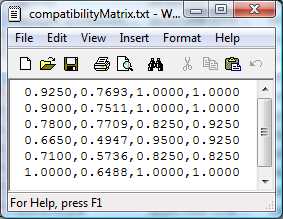 compatibilityMatrix.txt - W...
File Edit View Insert Format Help
0.9250,0.7693,1.0000,1.0000
0.9000,0.7511,1.0000,1.0000
0.7800,0.7709,0.8250,0.9250
0.6650,0.4947,0.9500,0.9250
0.7100,0.5736,0.8250,0.8250
1.0000,0.6488,1.0000,1.0000
For Help, press F1